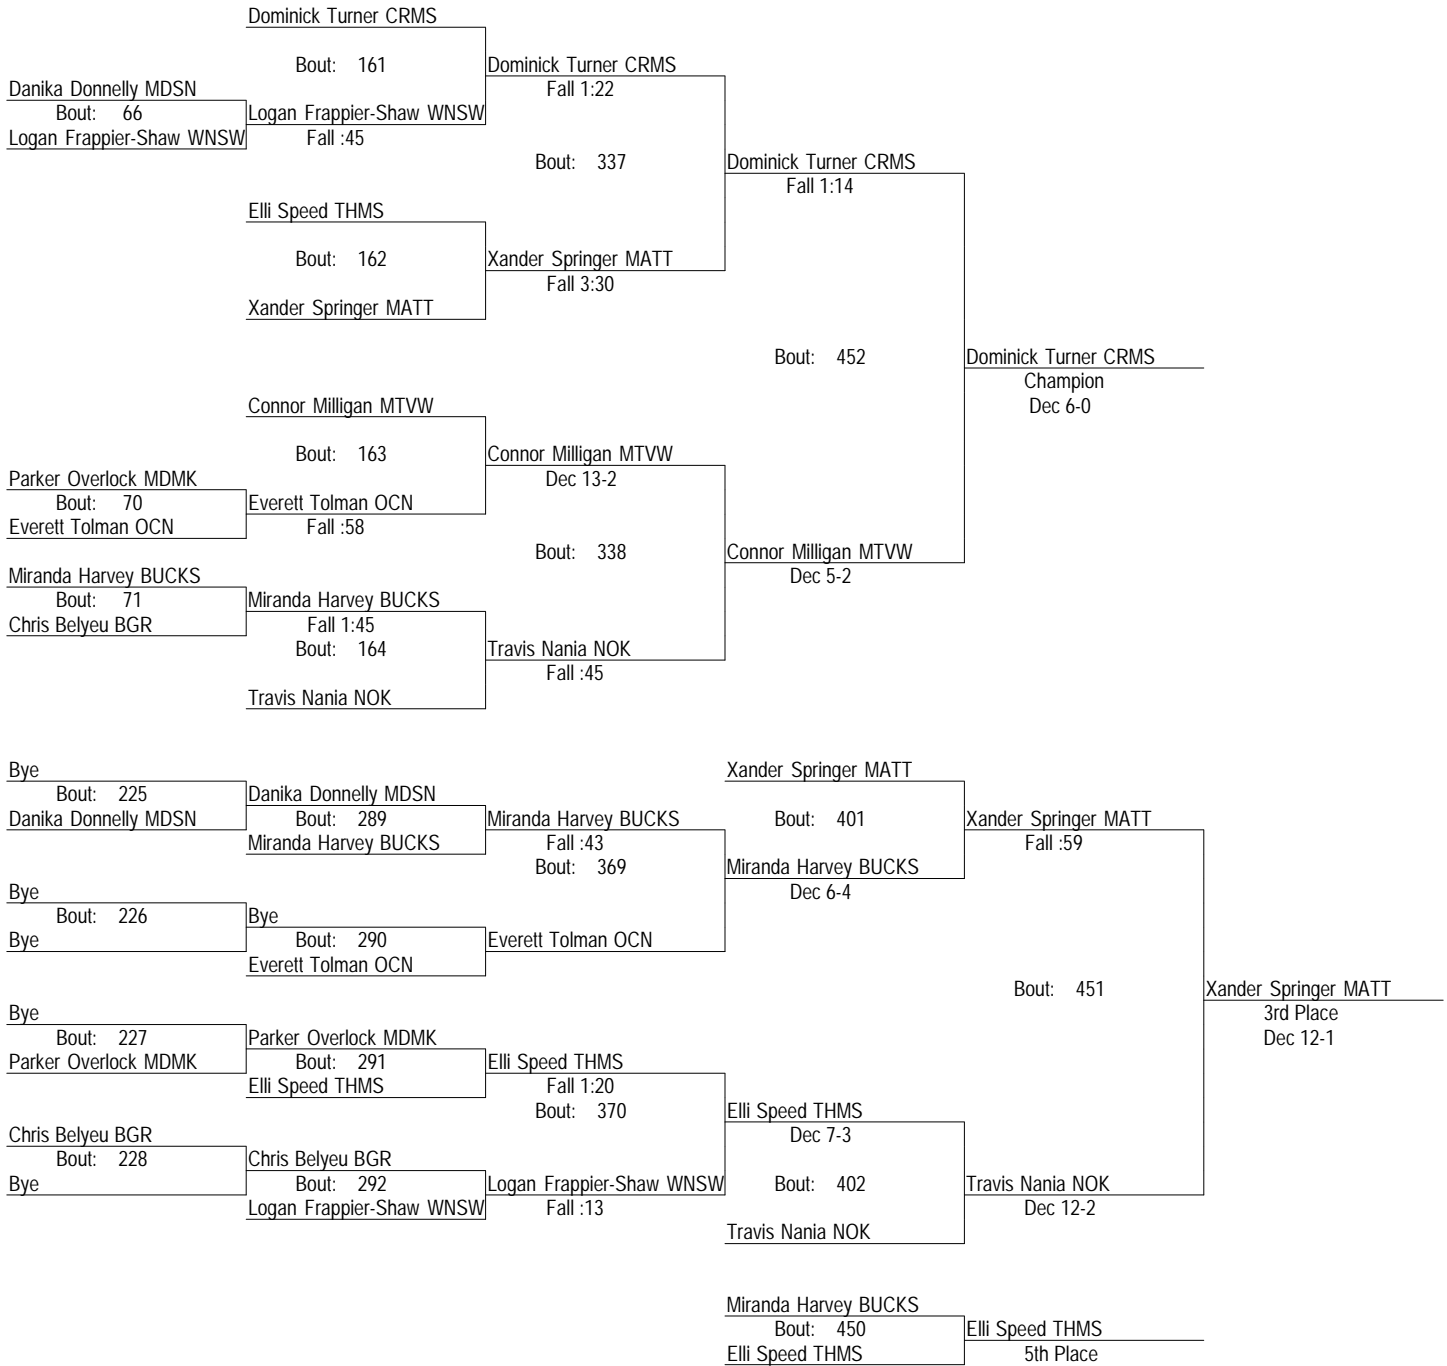 Dominick Turner CRMS
Bout: 161
Dominick Turner CRMS
Danika Donnelly MDSN
Fall 1:22
Bout: 66
Logan Frappier-Shaw WNSW
Logan Frappier-Shaw WNSW
Fall :45
Bout: 337
Dominick Turner CRMS
Fall 1:14
Elli Speed THMS
Bout: 162
Xander Springer MATT
Fall 3:30
Xander Springer MATT
Bout: 452
Dominick Turner CRMS
Champion
Dec 6-0
Connor Milligan MTVW
Bout: 163
Connor Milligan MTVW
Parker Overlock MDMK
Dec 13-2
Bout: 70
Everett Tolman OCN
Everett Tolman OCN
Fall :58
Bout: 338
Connor Milligan MTVW
Miranda Harvey BUCKS
Dec 5-2
Bout: 71
Miranda Harvey BUCKS
Chris Belyeu BGR
Fall 1:45
Bout: 164
Travis Nania NOK
Fall :45
Travis Nania NOK
Bye
Xander Springer MATT
Bout: 225
Danika Donnelly MDSN
Danika Donnelly MDSN
Bout: 289
Miranda Harvey BUCKS
Bout: 401
Xander Springer MATT
Miranda Harvey BUCKS
Fall :43
Fall :59
Bout: 369
Miranda Harvey BUCKS
Bye
Dec 6-4
Bout: 226
Bye
Bye
Bout: 290
Everett Tolman OCN
Everett Tolman OCN
Bout: 451
Xander Springer MATT
Bye
3rd Place
Bout: 227
Parker Overlock MDMK
Dec 12-1
Parker Overlock MDMK
Bout: 291
Elli Speed THMS
Elli Speed THMS
Fall 1:20
Bout: 370
Elli Speed THMS
Chris Belyeu BGR
Dec 7-3
Bout: 228
Chris Belyeu BGR
Bye
Bout: 292
Logan Frappier-Shaw WNSW
Bout: 402
Travis Nania NOK
Logan Frappier-Shaw WNSW
Fall :13
Dec 12-2
Travis Nania NOK
Miranda Harvey BUCKS
Bout: 450
Elli Speed THMS
Elli Speed THMS
5th Place